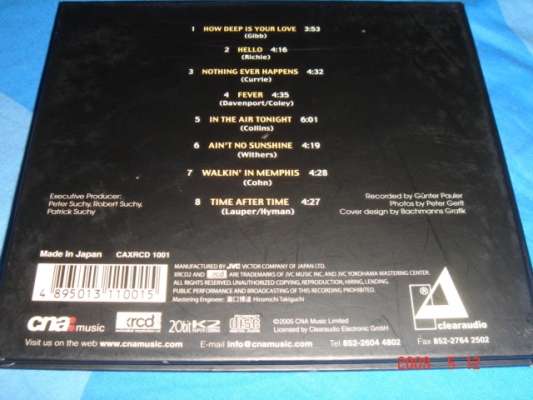 1 HOW DEEP IS YOUR LOVE 3:53
(Gibb)
2 HELLO 4:16
(Richie)
3 NOTHING EVER HAPPENS 4:32
(Currie)
4 FEVER 4:35
(Davenport/Coley)
5 IN THE AIR TONIGHT 6:01
(Collins)
6 AIN'T NO SUNSHINE 4:19
(Withers)
7 WALKIN' IN MEMPHIS 4:28
(Cohn)
8 TIME AFTER TIME 4:27
(Lauper/Hyman)
Executive Producer:
Peter Suchy, Robert Suchy,
Patrick Suchy
Recorded by Günter Pauler
Photos by Peter Gerit
Cover design by Bachmanns Grafik
Made In Japan CAXRCD 1001
4 895013 110015
MANUFACTURED BY JVC VICTOR COMPANY OF JAPAN LTD.
XRCD2 AND xrcd ARE TRADEMARKS OF JVC MUSIC INC. AND JVC YOKOHAMA MASTERING CENTER.
ALL RIGHTS RESERVED. UNAUTHORIZED COPYING, REPRODUCTION, HIRING, LENDING,
PUBLIC PERFORMANCE AND BROADCASTING OF THIS RECORDING PROHIBITED.
Mastering Engineer: Hiromichi Takiguchi
clearaudio
cna music
xrcd
20bit K2
disc
©2005 CNA Music Limited
Licensed by Clearaudio Electronic GmbH
Visit us on the web www.cnamusic.com
E-mail info@cnamusic.com
Tel 852-2604 4802
Fax 852-2764 2502
2009 5 12